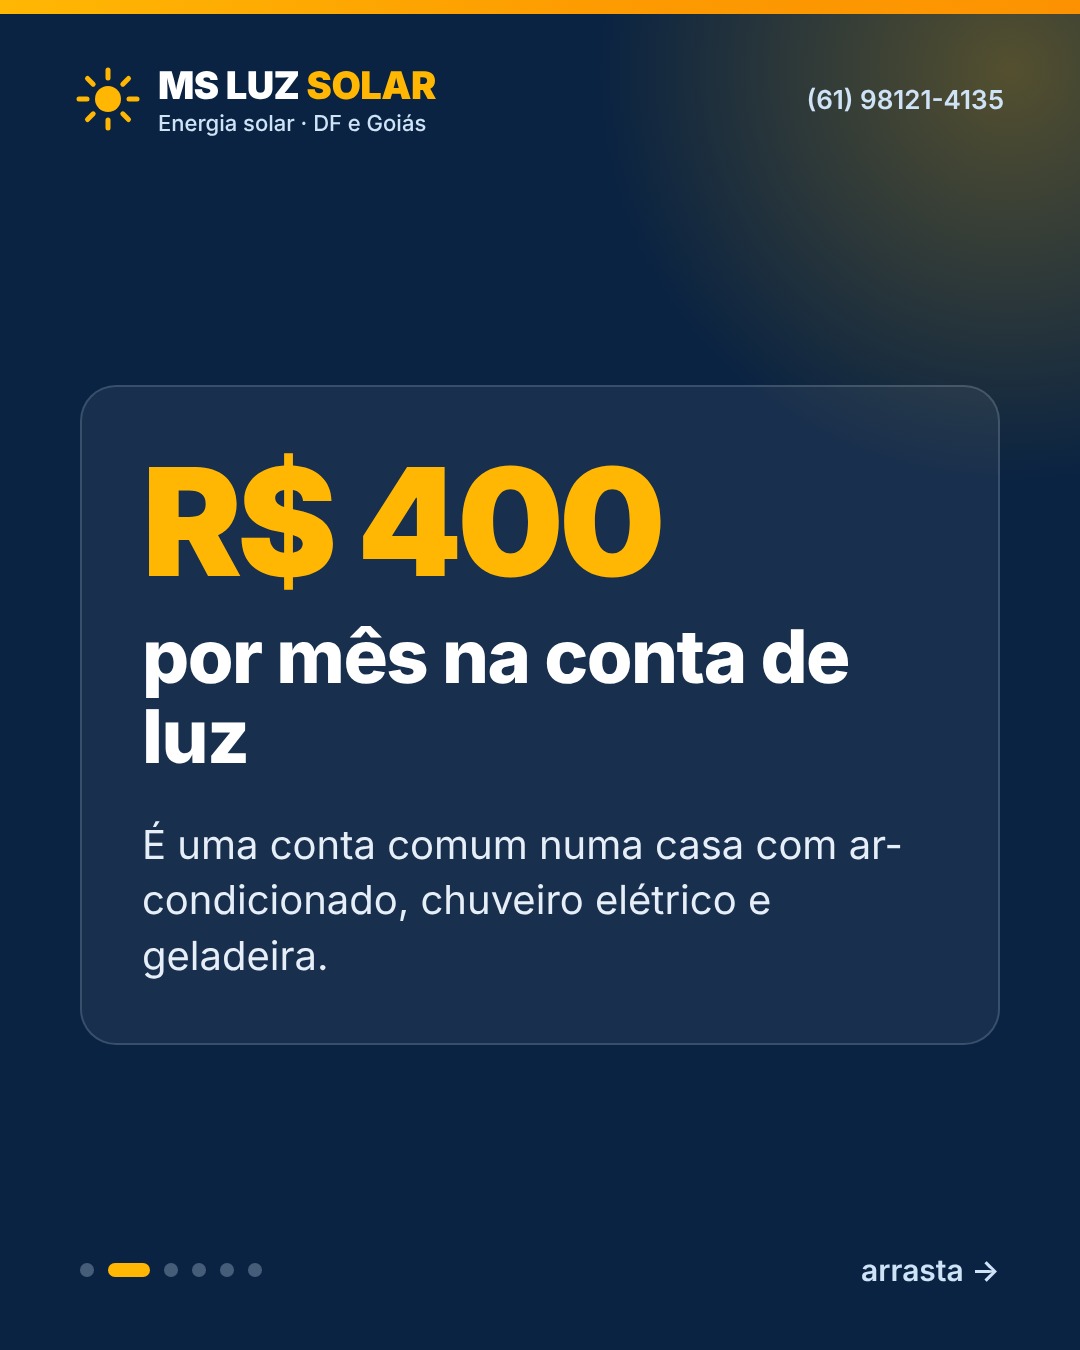 MS LUZ SOLAR
Energia solar · DF e Goiás
(61) 98121-4135
R$ 400
por mês na conta de
luz
É uma conta comum numa casa com ar-
condicionado, chuveiro elétrico e
geladeira.
arrasta →